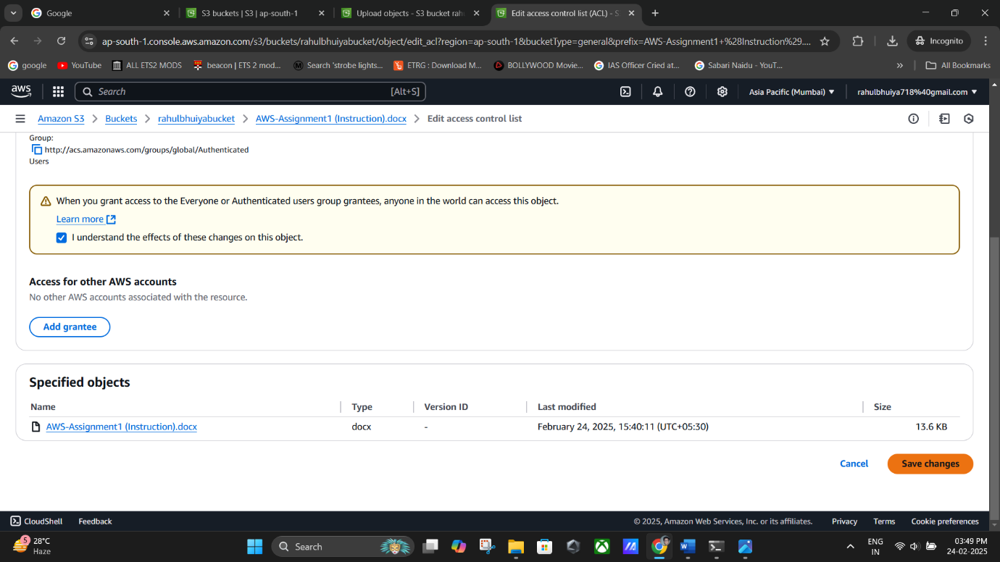 Google
S3 buckets | S3 | ap-south-1
Upload objects - S3 bucket rah
Edit access control list (ACL) - S
ap-south-1.console.aws.amazon.com/s3/buckets/rahulbhuiyabucket/object/edit_acl?region=ap-south-1&bucketType=general&prefix=AWS-Assignment1+%28Instruction%29....
Incognito
google
YouTube
ALL ETS2 MODS
beacon | ETS 2 mod...
Search 'strobe lights...
ETRG : Download M...
BOLLYWOOD Movie...
IAS Officer Cried at...
Sabari Naidu - YouT...
All Bookmarks
aws
Search
[Alt+S]
Asia Pacific (Mumbai)
rahulbhuiya718%40gmail.com
Amazon S3
Buckets
rahulbhuiyabucket
AWS-Assignment1 (Instruction).docx
Edit access control list
Group:
http://acs.amazonaws.com/groups/global/Authenticated
Users
When you grant access to the Everyone or Authenticated users group grantees, anyone in the world can access this object.
Learn more
I understand the effects of these changes on this object.
Access for other AWS accounts
No other AWS accounts associated with the resource.
Add grantee
Specified objects
Name
Type
Version ID
Last modified
Size
AWS-Assignment1 (Instruction).docx
docx
-
February 24, 2025, 15:40:11 (UTC+05:30)
13.6 KB
Cancel
Save changes
CloudShell
Feedback
© 2025, Amazon Web Services, Inc. or its affiliates.
Privacy
Terms
Cookie preferences
5
28°C
Haze
Search
ENG
IN
03:49 PM
24-02-2025